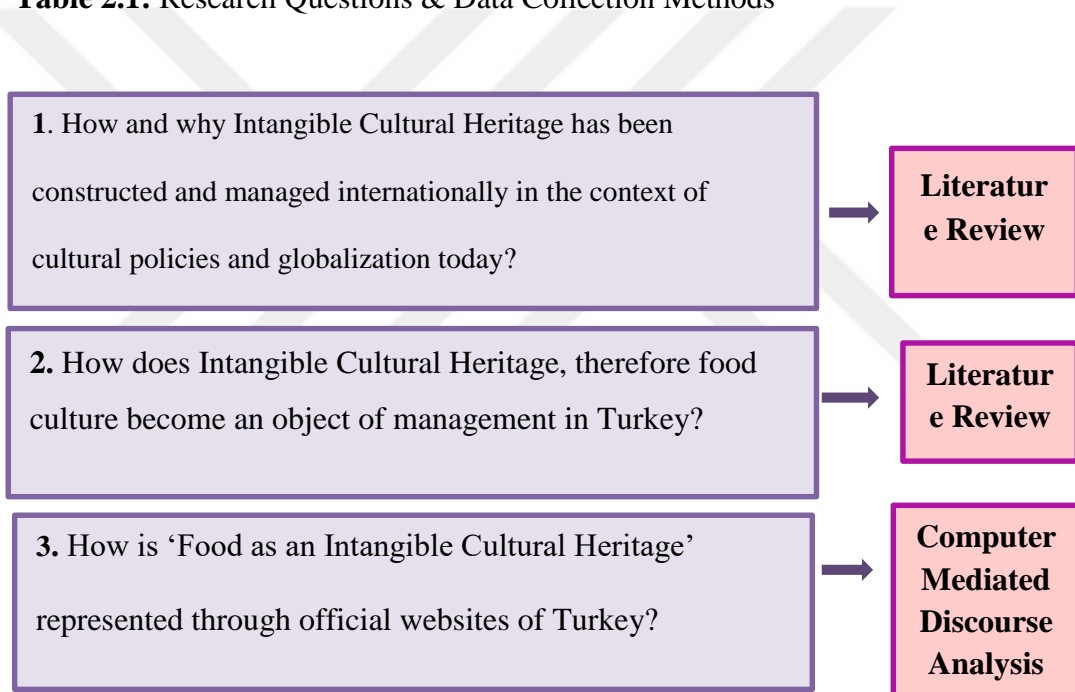 Table 2.1. Research Questions & Data Collection Methods
1. How and why Intangible Cultural Heritage has been
constructed and managed internationally in the context of
cultural policies and globalization today?
Literatur
e Review
2. How does Intangible Cultural Heritage, therefore food
culture become an object of management in Turkey?
Literatur
e Review
3. How is ‘Food as an Intangible Cultural Heritage’
represented through official websites of Turkey?
Computer
Mediated
Discourse
Analysis